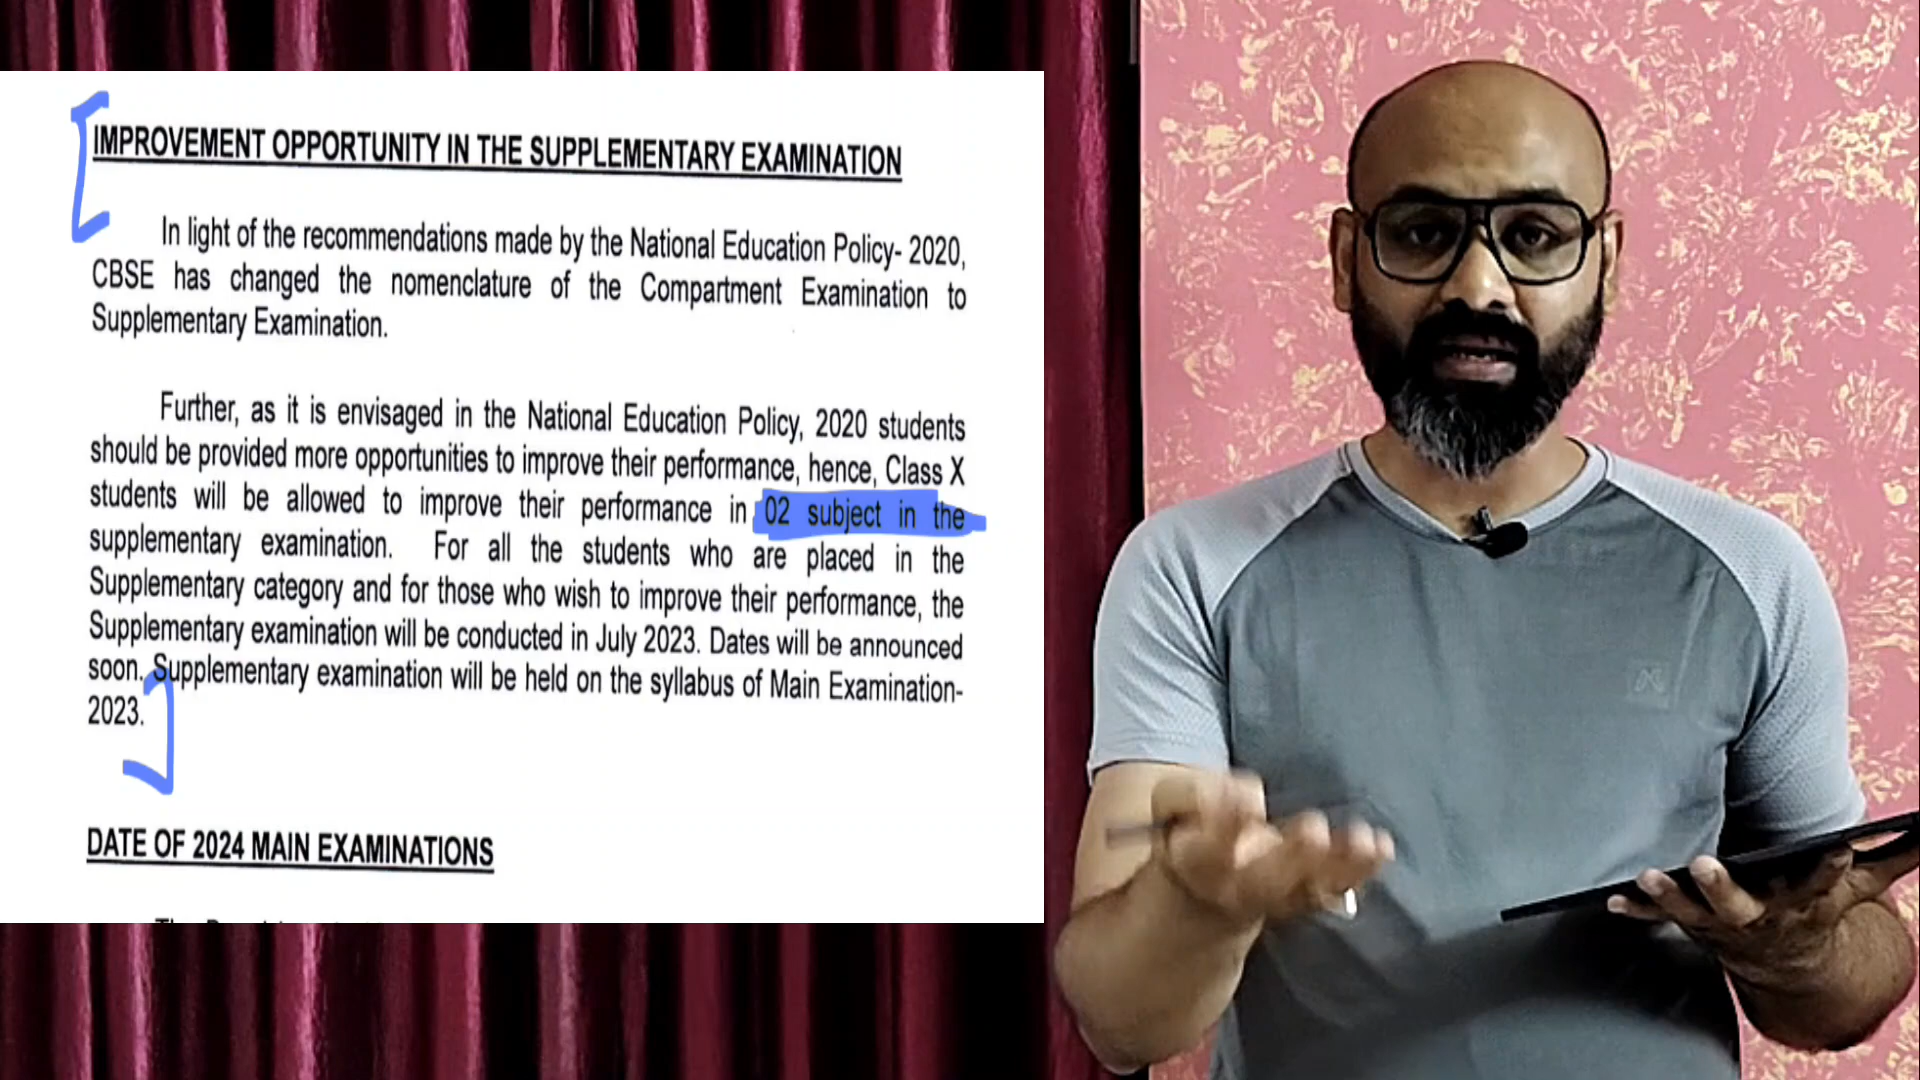 IMPROVEMENT OPPORTUNITY IN THE SUPPLEMENTARY EXAMINATION
In light of the recommendations made by the National Education Policy- 2020,
CBSE has changed the nomenclature of the Compartment Examination to
Supplementary Examination.
Further, as it is envisaged in the National Education Policy, 2020 students
should be provided more opportunities to improve their performance, hence, Class X
students will be allowed to improve their performance in 02 subject in the
supplementary examination. For all the students who are placed in the
Supplementary category and for those who wish to improve their performance, the
Supplementary examination will be conducted in July 2023. Dates will be announced
soon. Supplementary examination will be held on the syllabus of Main Examination-
2023.
DATE OF 2024 MAIN EXAMINATIONS